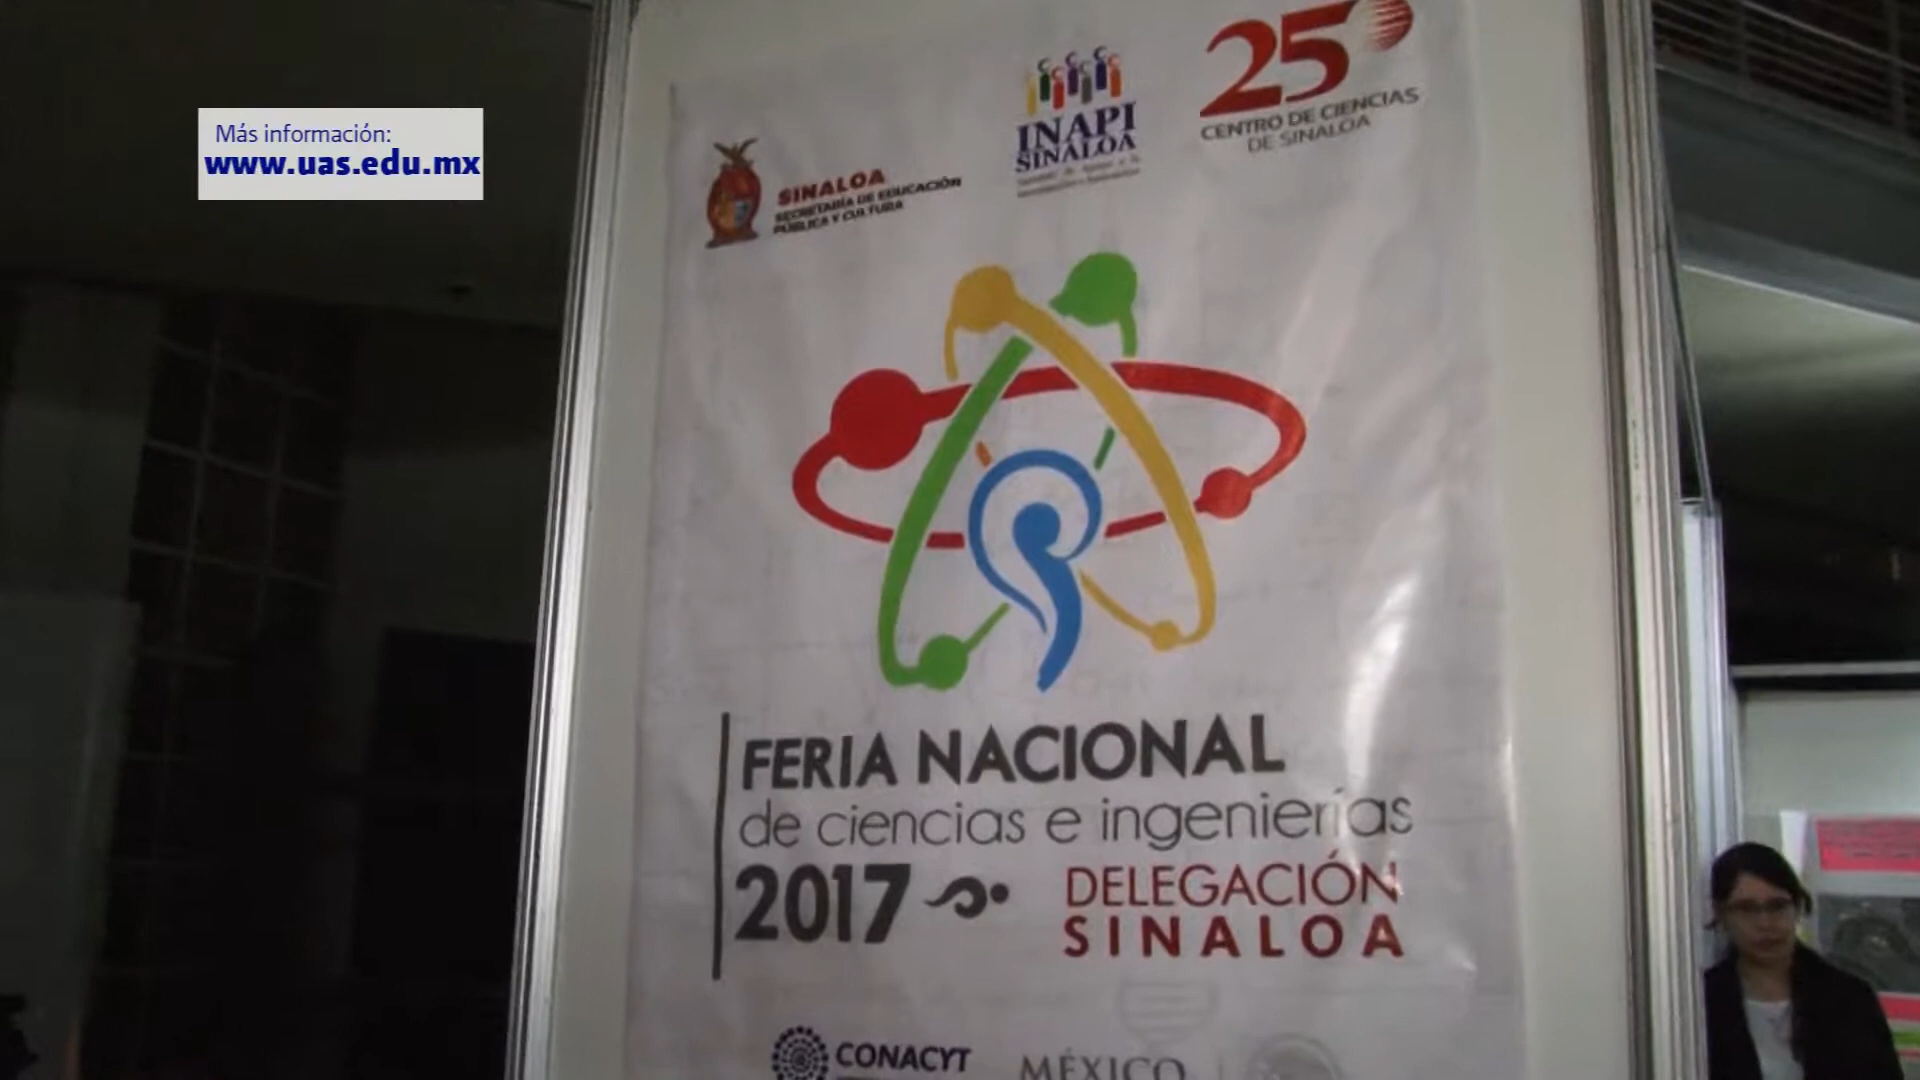 Más información:
www.uas.edu.mx
SINALOA
SECRETARÍA DE EDUCACIÓN
PÚBLICA Y CULTURA
INAPI
SINALOA
25
CENTRO DE CIENCIAS
DE SINALOA
FERIA NACIONAL
de ciencias e ingenierías
2017
DELEGACIÓN
SINALOA
CONACYT
MÉXICO